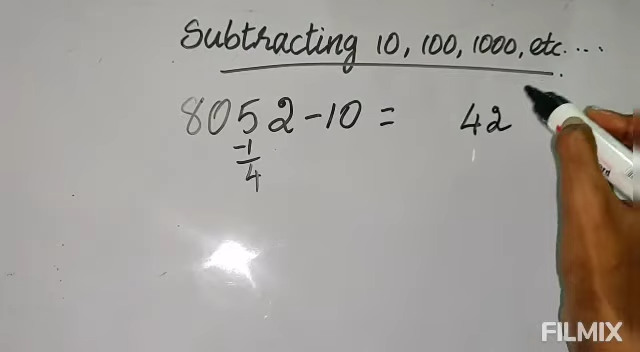 Subtracting 10, 100, 1000, etc....
8052-10= 42
-1
4
FILMIX